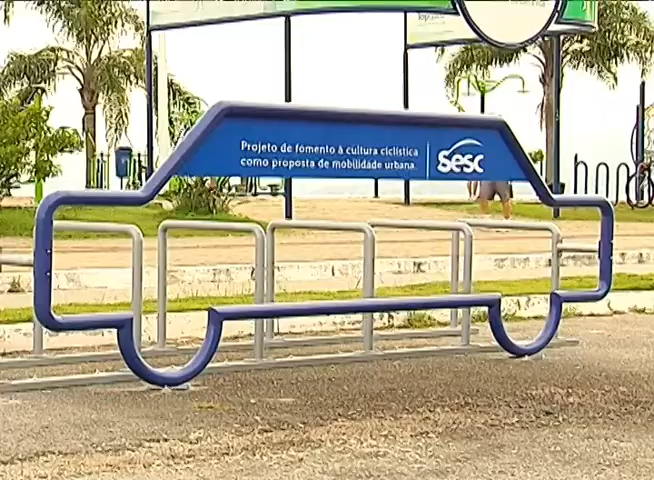 Projeto de fomento à cultura ciclística
como proposta de mobilidade urbana.
Sesc